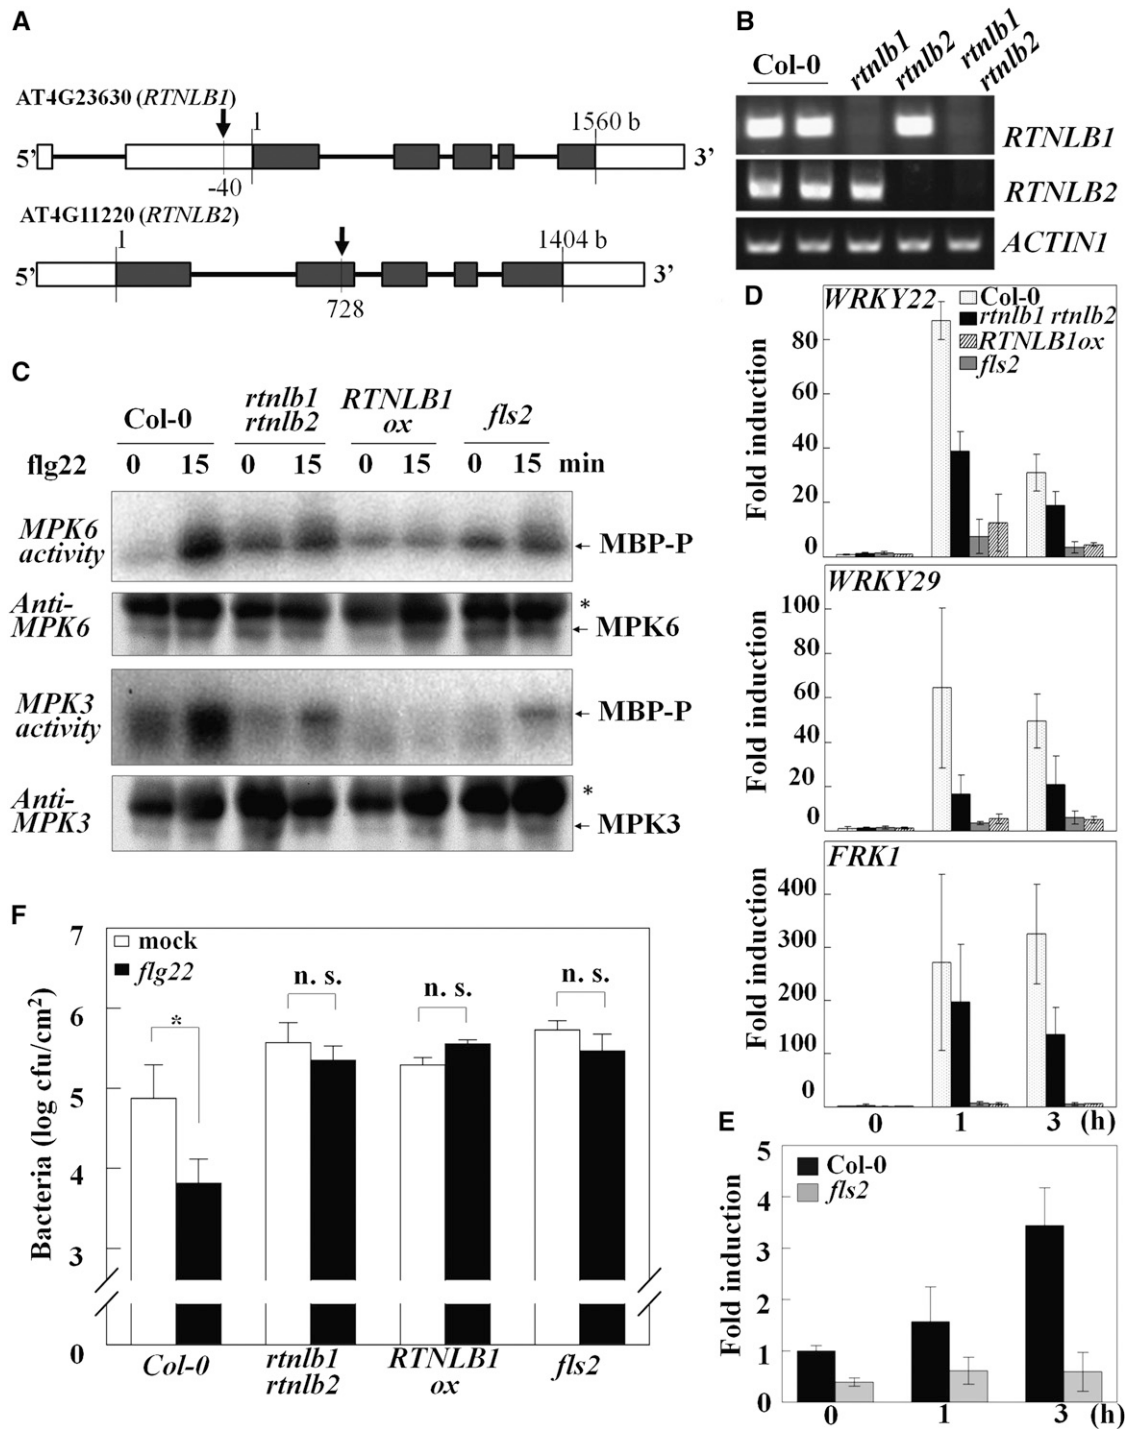 A
AT4G23630 (RTNLB1)
1
1560 b
5’
3’
-40
AT4G11220 (RTNLB2)
1
1404 b
5’
3’
728
B
Col-0
rtnlb1
rtnlb2
rtnlb1
rtnlb2
RTNLB1
RTNLB2
ACTIN1
C
Col-0
rtnlb1
rtnlb2
RTNLB1
ox
fls2
flg22
0
15
0
15
0
15
0
15
min
MPK6
activity
MBP-P
Anti-
MPK6
*
MPK6
MPK3
activity
MBP-P
Anti-
MPK3
*
MPK3
D
WRKY22
Col-0
rtnlb1 rtnlb2
RTNLB1ox
fls2
Fold induction
80
60
40
20
0
WRKY29
Fold induction
100
80
60
40
20
0
FRK1
Fold induction
400
300
200
100
0
0
1
3
(h)
E
Col-0
fls2
Fold induction
5
4
3
2
1
0
0
1
3
(h)
F
mock
flg22
Bacteria (log cfu/cm2)
7
6
5
4
3
0
*
n. s.
n. s.
n. s.
Col-0
rtnlb1
rtnlb2
RTNLB1
ox
fls2